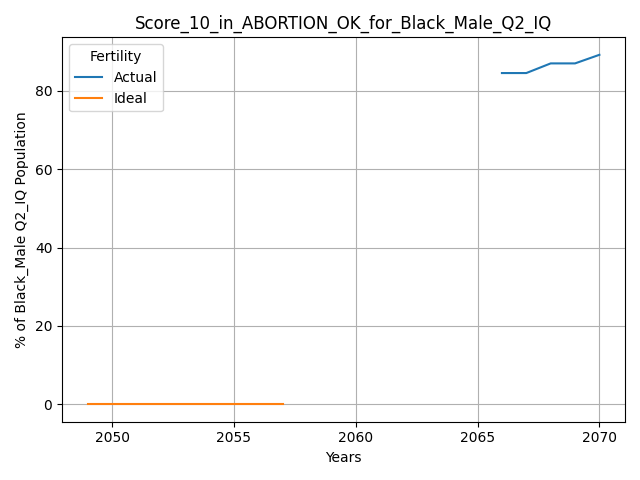 Score_10_in_ABORTION_OK_for_Black_Male_Q2_IQ
Fertility
Actual
Ideal
% of Black_Male Q2_IQ Population
80
60
40
20
0
2050 2055 2060 2065 2070
Years